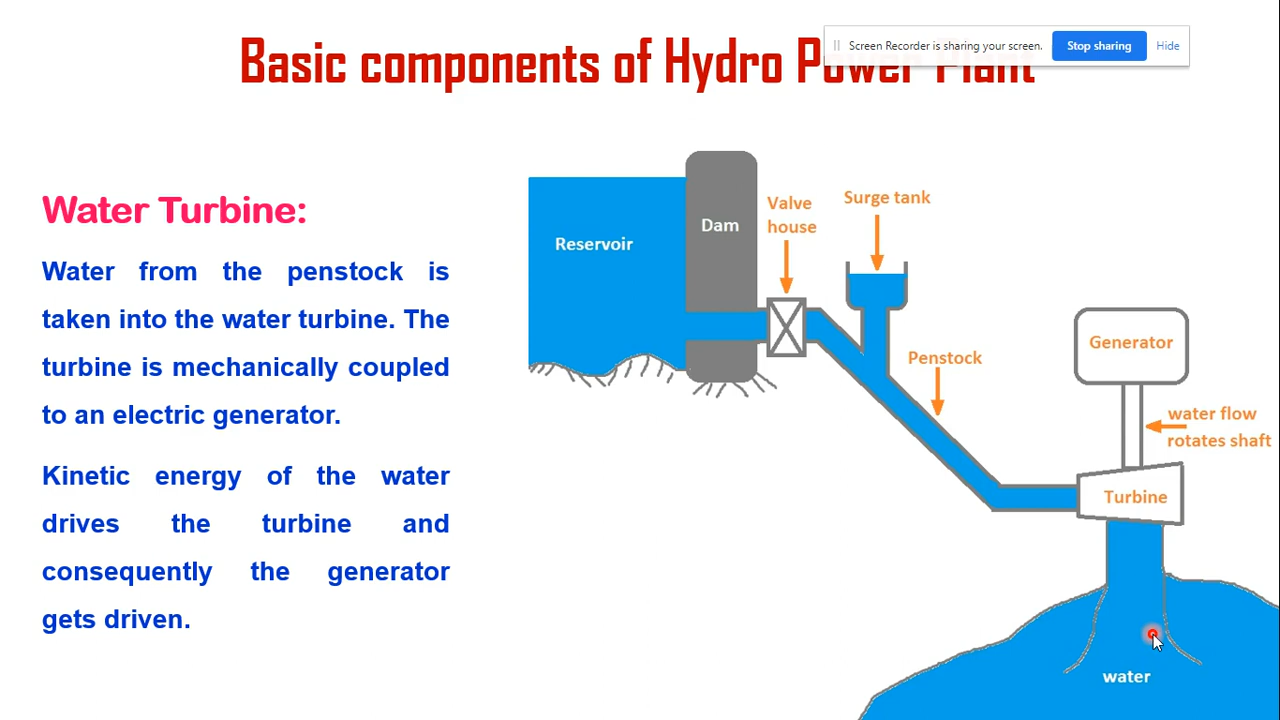 Basic components of Hydro Power Plant
Screen Recorder is sharing your screen. Stop sharing Hide
Water Turbine:
Water from the penstock is
taken into the water turbine. The
turbine is mechanically coupled
to an electric generator.
Kinetic energy of the water
drives the turbine and
consequently the generator
gets driven.
Reservoir
Dam
Valve
house
Surge tank
Penstock
Generator
water flow
rotates shaft
Turbine
water